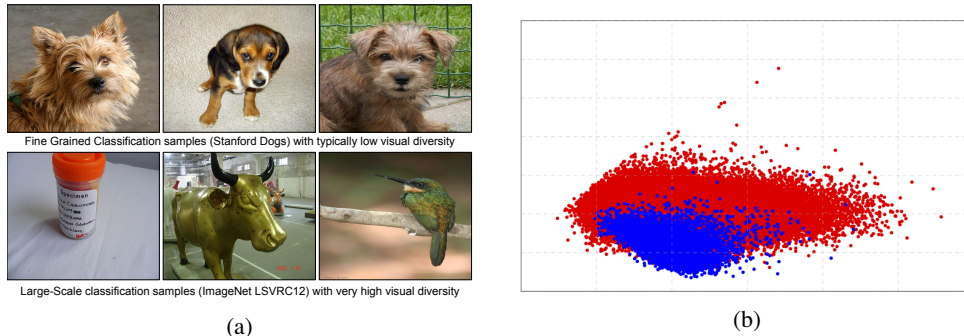 Fine Grained Classification samples (Stanford Dogs) with typically low visual diversity
Specimen
Large-Scale classification samples (ImageNet LSVRC12) with very high visual diversity
(a)
(b)